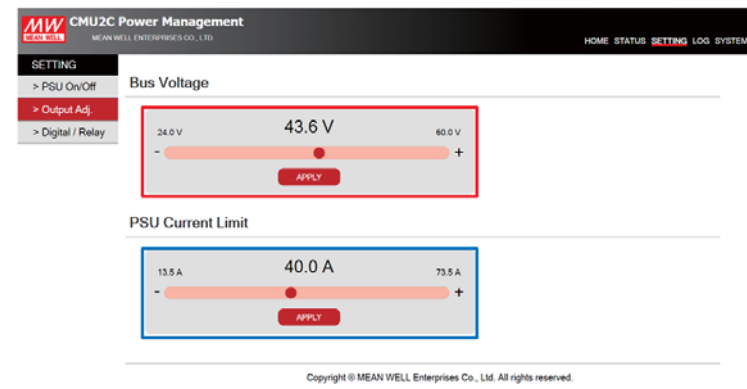 MW
MEAN WELL
CMU2C Power Management
MEAN WELL ENTERPRISES CO., LTD.
HOME STATUS SETTING LOG SYSTEM
SETTING
> PSU On/Off
> Output Adj.
> Digital / Relay
Bus Voltage
24.0 V 43.6 V 60.0 V
- +
APPLY
PSU Current Limit
13.5 A 40.0 A 73.5 A
- +
APPLY
Copyright © MEAN WELL Enterprises Co., Ltd. All rights reserved.